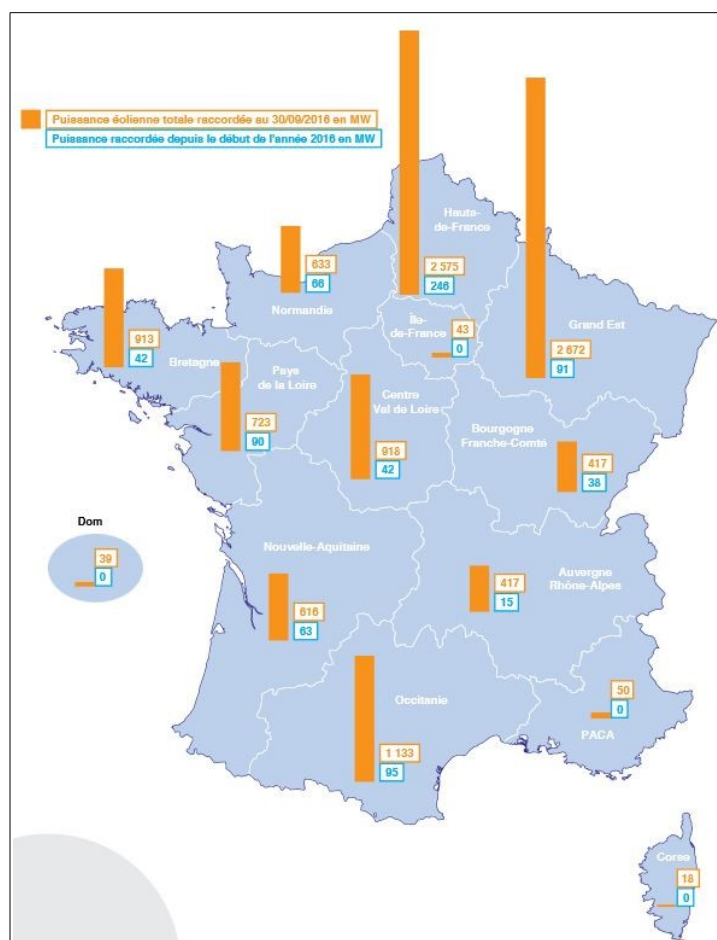 Puissance éolienne totale raccordée au 30/09/2016 en MW
Puissance raccordée depuis le début de l'année 2016 en MW
Hauts-
de-France
2 575
246
Normandie
633
66
Île-
de-France
43
0
Grand Est
2 672
91
Bretagne
913
42
Pays
de la Loire
723
90
Centre
Val de Loire
918
42
Bourgogne
Franche-Comté
417
38
Dom
39
0
Nouvelle-Aquitaine
616
63
Auvergne
Rhône-Alpes
417
15
Occitanie
1 133
95
50
0
PACA
Corse
18
0